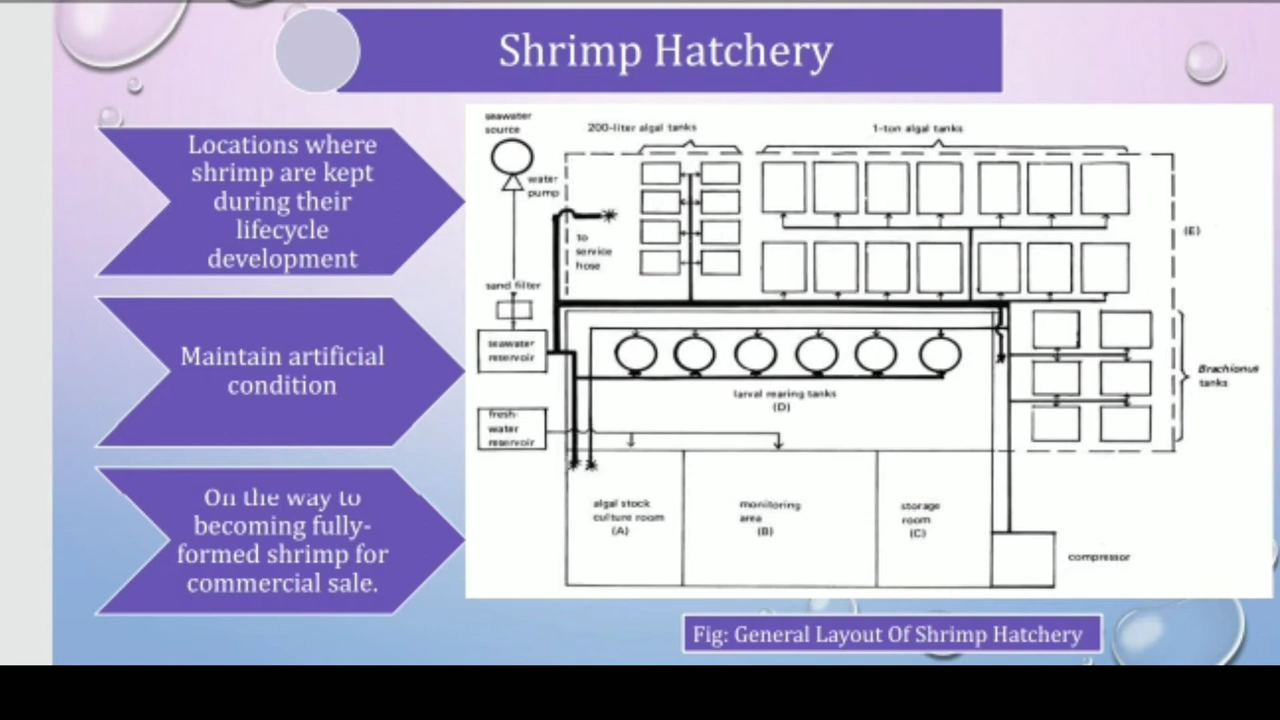 Shrimp Hatchery
Locations where
shrimp are kept
during their
lifecycle
development
Maintain artificial
condition
On the way to
becoming fully-
formed shrimp for
commercial sale.
seawater
source
water
pump
200-liter algal tanks
1-ton algal tanks
(E)
to
service
hose
sand filter
seawater
reservoir
fresh-
water
reservoir
larval rearing tanks
(D)
Brachionus
tanks
algal stock
culture room
(A)
monitoring
area
(B)
storage
room
(C)
compressor
Fig: General Layout Of Shrimp Hatchery